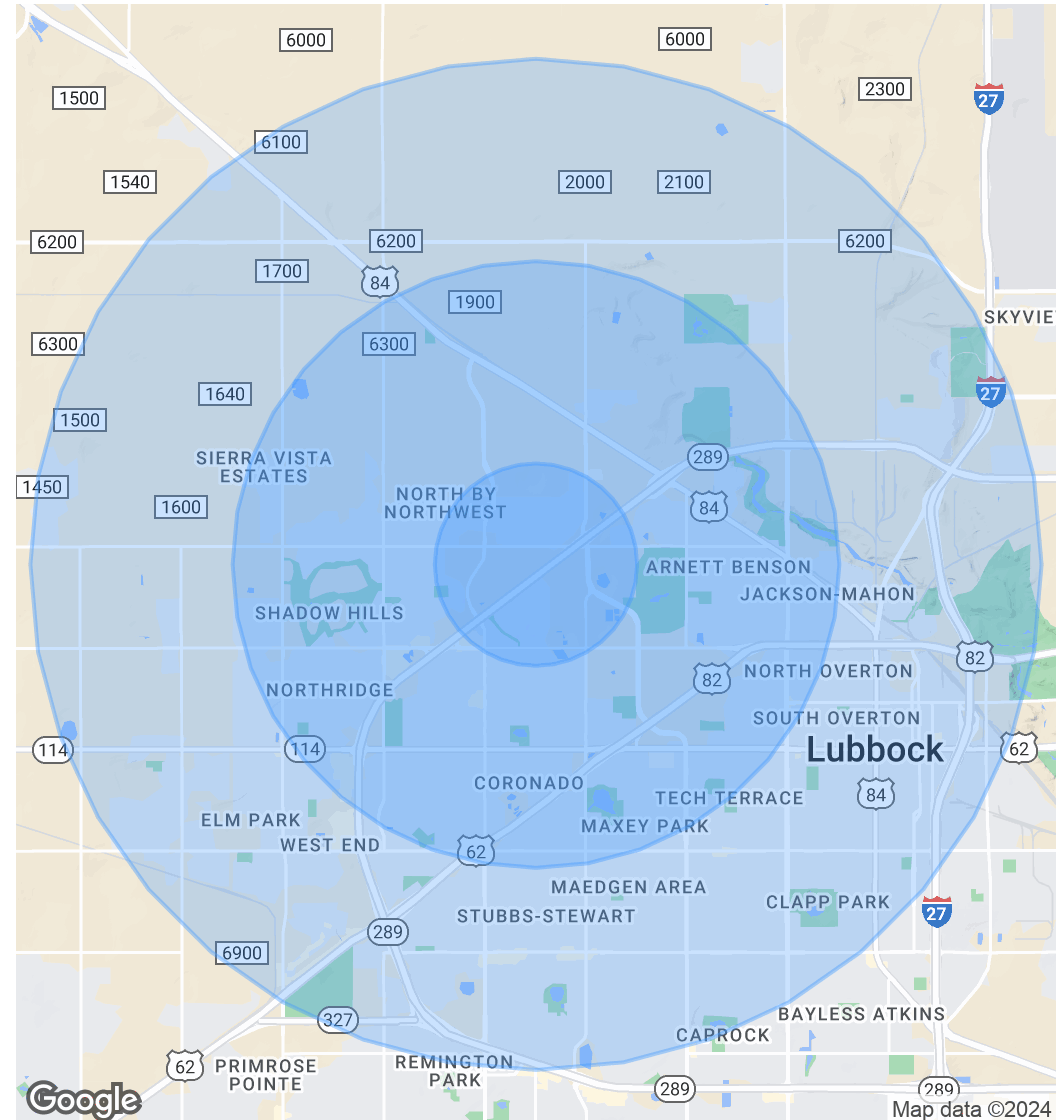 6000
6000
2300
27
1500
6100
1540
2000
2100
6200
6200
6200
1700
84
1900
SKYVIE
6300
6300
1640
27
1500
SIERRA VISTA
ESTATES
289
1450
NORTH BY
NORTHWEST
1600
84
ARNETT BENSON
JACKSON-MAHON
SHADOW HILLS
82
NORTH OVERTON
82
NORTHRIDGE
SOUTH OVERTON
114
114
Lubbock
62
CORONADO
TECH TERRACE
84
ELM PARK
MAXEY PARK
WEST END
62
MAEDGEN AREA
CLAPP PARK
STUBBS-STEWART
27
289
6900
BAYLESS ATKINS
327
CAPROCK
62
PRIMROSE
POINTE
REMINGTON
PARK
289
289
Google
Map data ©2024